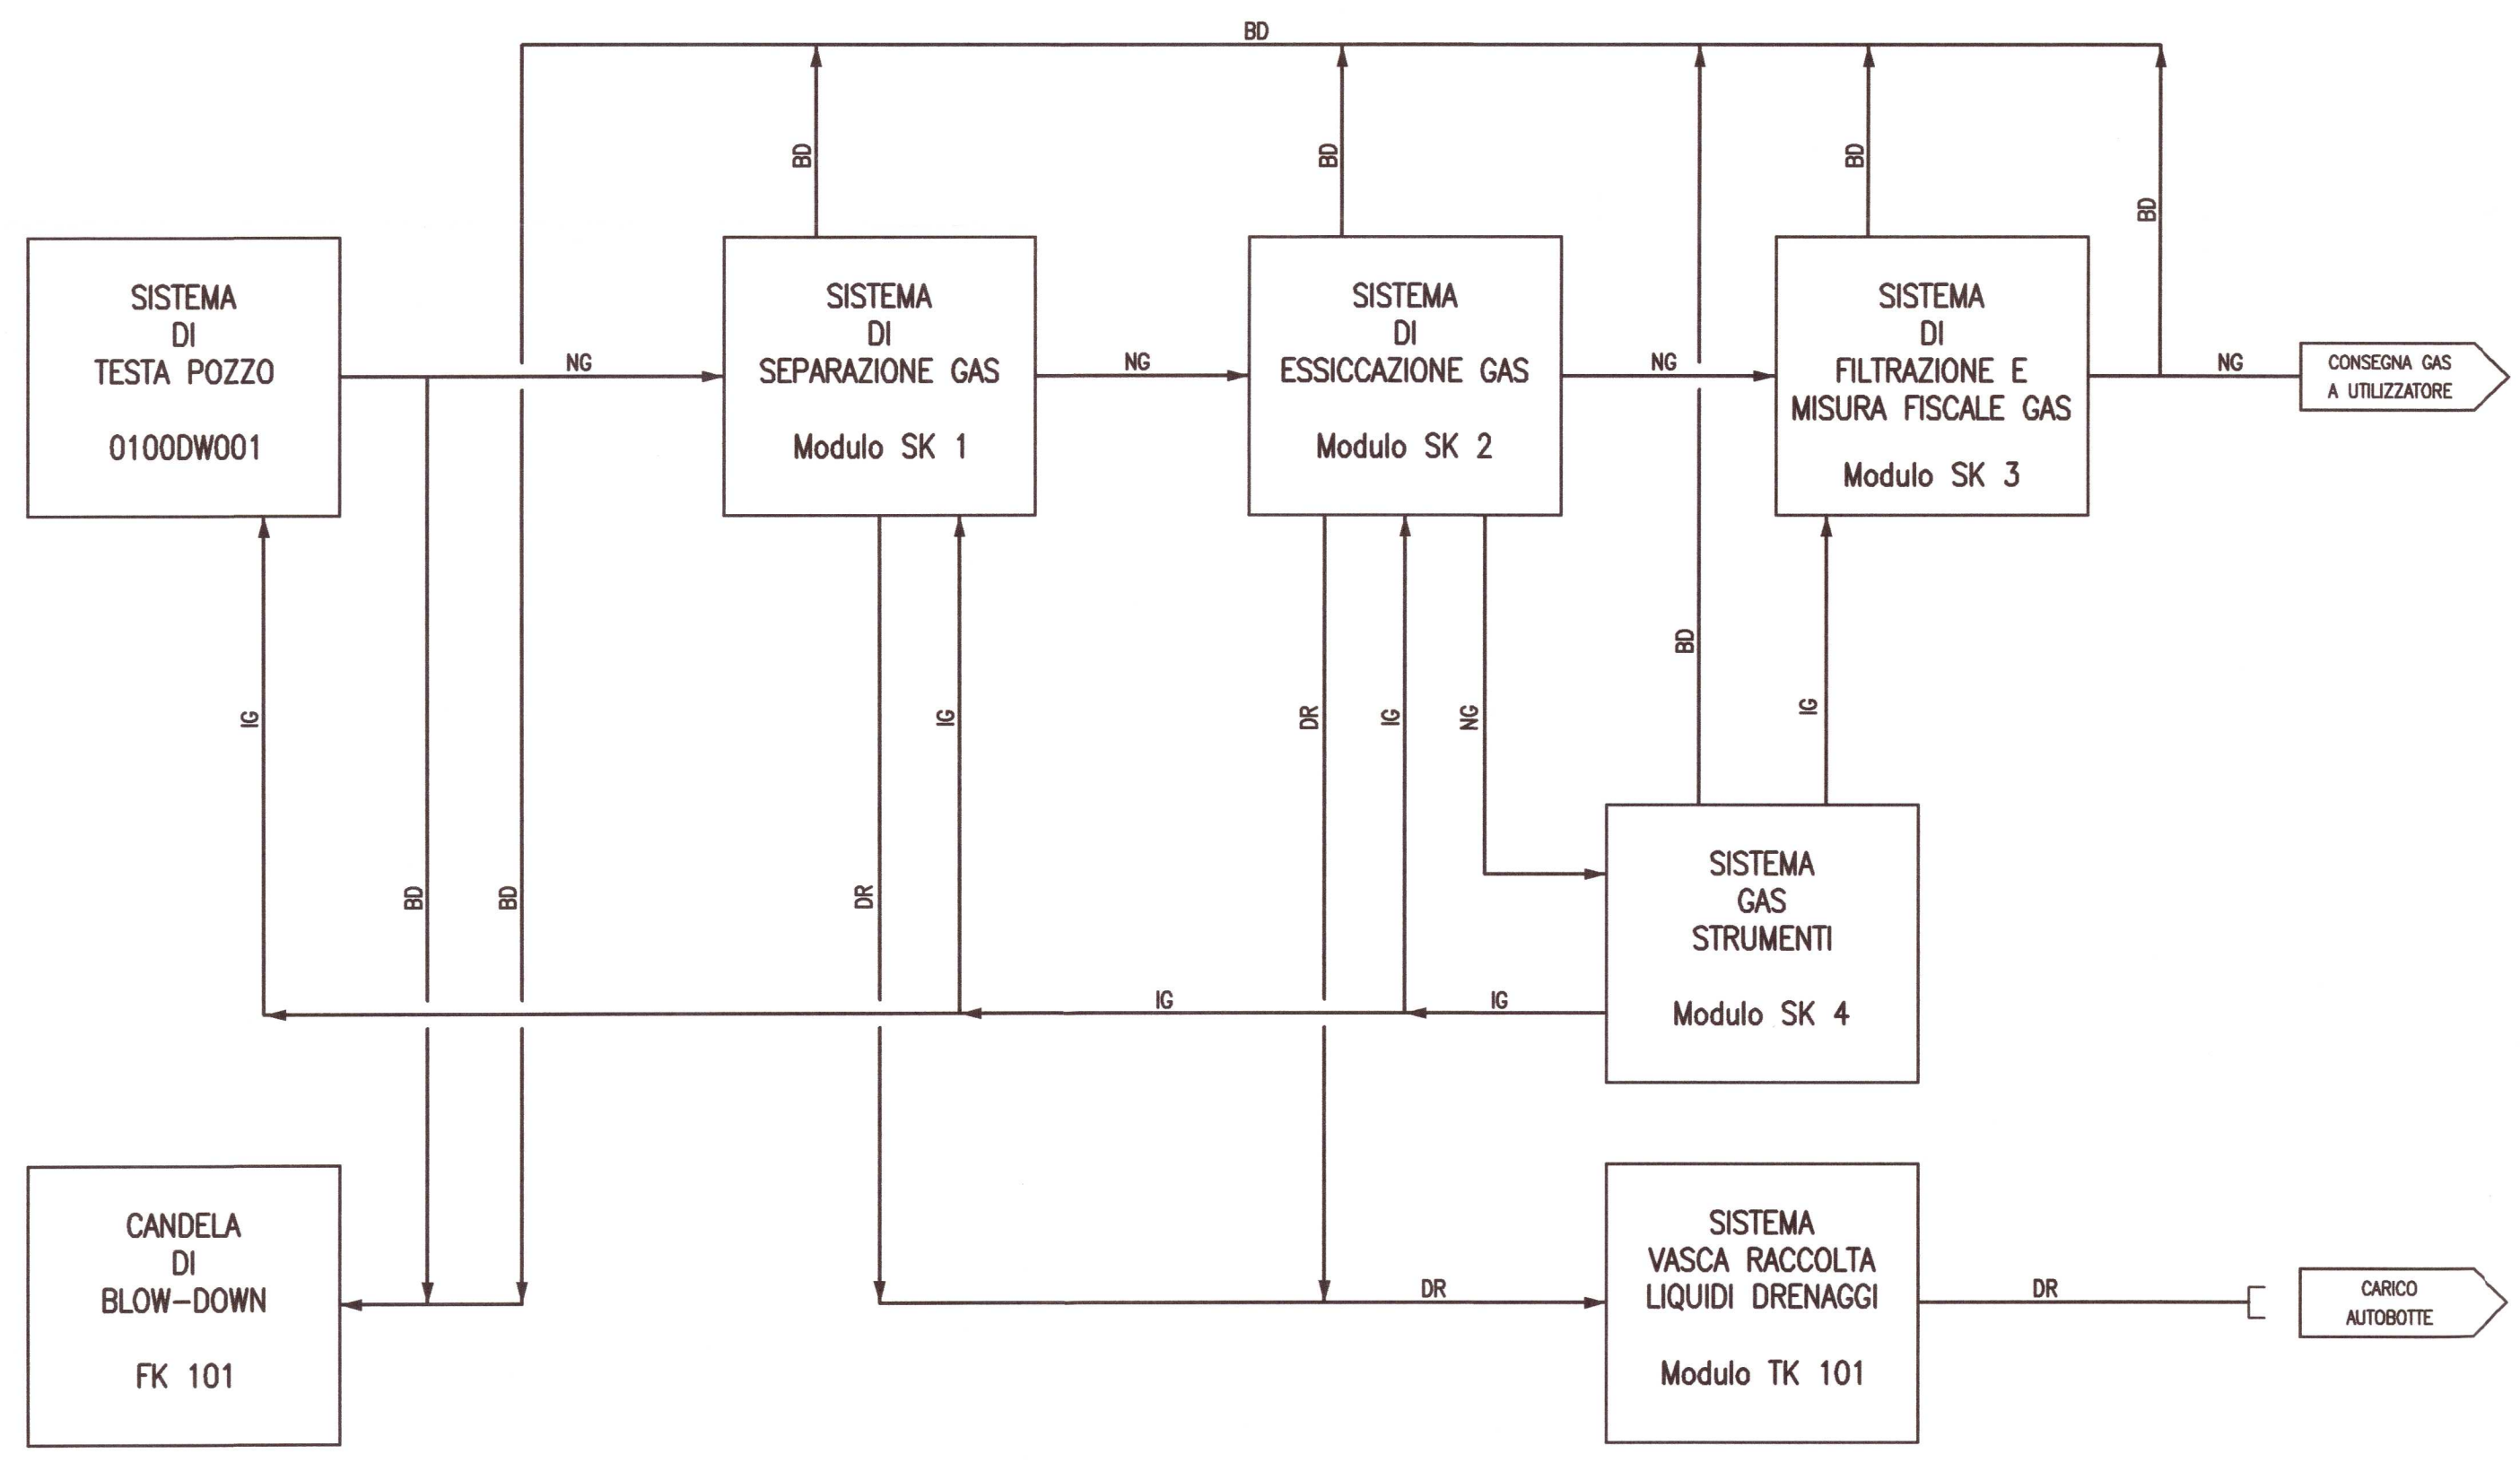 BD
BD
BD
BD
BD
SISTEMA
DI
TESTA POZZO
0100DW001
NG
SISTEMA
DI
SEPARAZIONE GAS
Modulo SK 1
NG
SISTEMA
DI
ESSICCAZIONE GAS
Modulo SK 2
NG
SISTEMA
DI
FILTRAZIONE E
MISURA FISCALE GAS
Modulo SK 3
NG
CONSEGNA GAS
A UTILIZZATORE
IG
BD
BD
DR
IG
DR
IG
NG
BD
IG
IG
IG
SISTEMA
GAS
STRUMENTI
Modulo SK 4
CANDELA
DI
BLOW-DOWN
FK 101
DR
SISTEMA
VASCA RACCOLTA
LIQUIDI DRENAGGI
Modulo TK 101
DR
CARICO
AUTOBOTTE